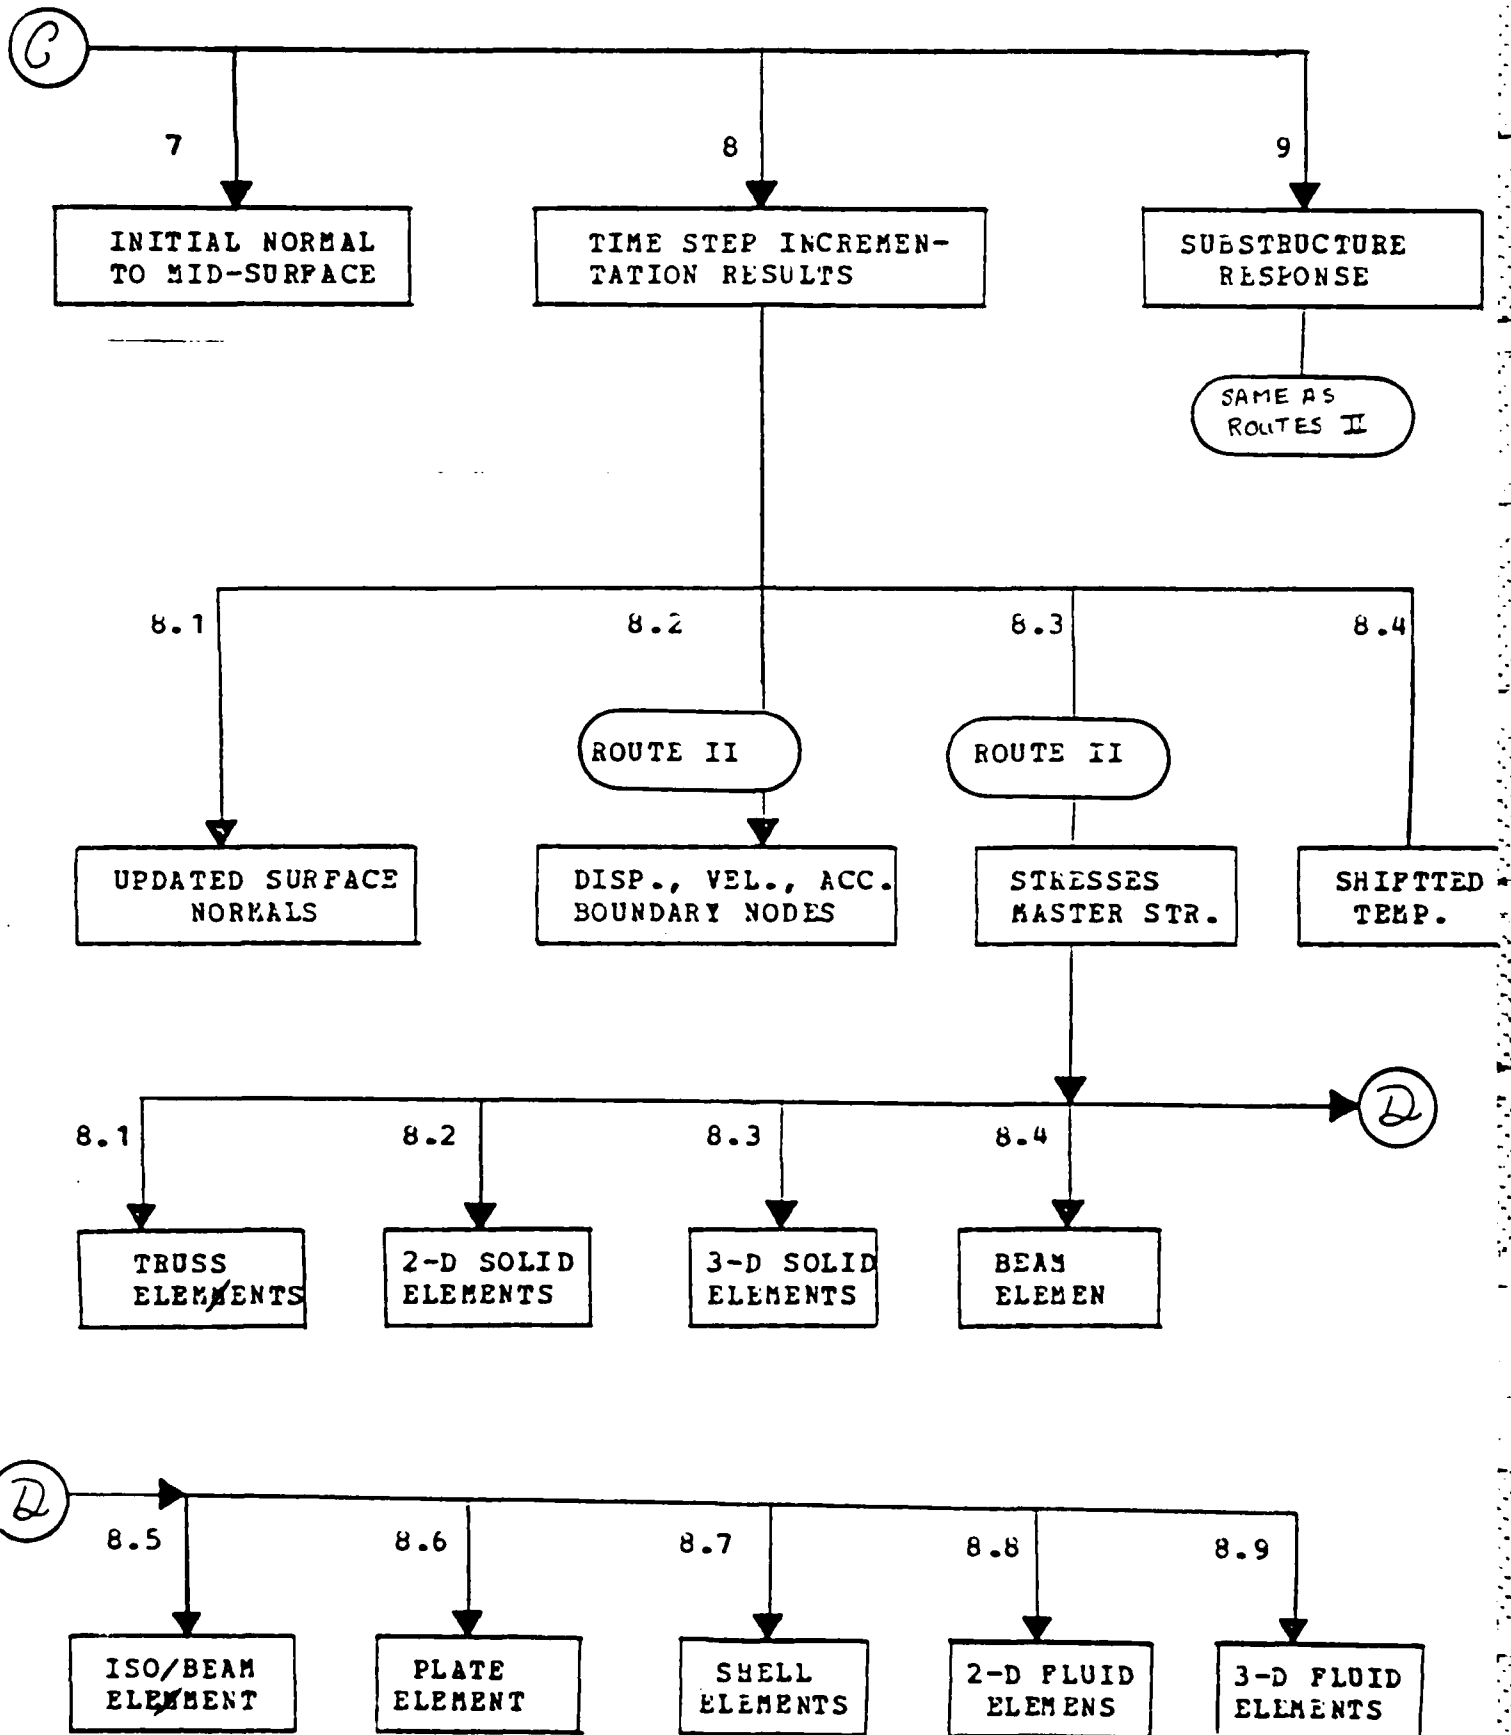 C
7
8
9
INITIAL NORMAL
TO MID-SURFACE
TIME STEP INCREMEN-
TATION RESULTS
SUBSTRUCTURE
RESPONSE
SAME AS
ROUTES II
8.1
8.2
8.3
8.4
ROUTE II
ROUTE II
UPDATED SURFACE
NORMALS
DISP., VEL., ACC.
BOUNDARY NODES
STRESSES
MASTER STR.
SHIFTTED
TEMP.
D
8.1
8.2
8.3
8.4
TRUSS
ELEMENTS
2-D SOLID
ELEMENTS
3-D SOLID
ELEMENTS
BEAM
ELEMEN
D
8.5
8.6
8.7
8.8
8.9
ISO/BEAM
ELEMENT
PLATE
ELEMENT
SHELL
ELEMENTS
2-D FLUID
ELEMENS
3-D FLUID
ELEMENTS